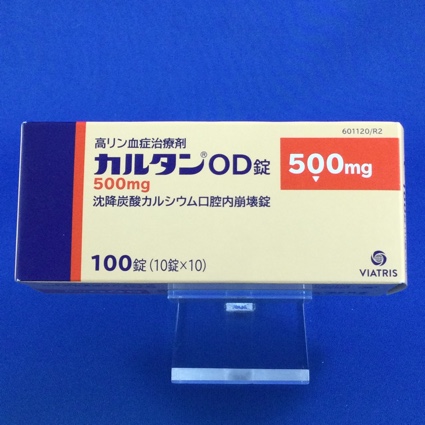 601120/R2
高リン血症治療剤
カルタン®OD錠
500mg
500mg
沈降炭酸カルシウム口腔内崩壊錠
100錠(10錠×10)
VIATRIS